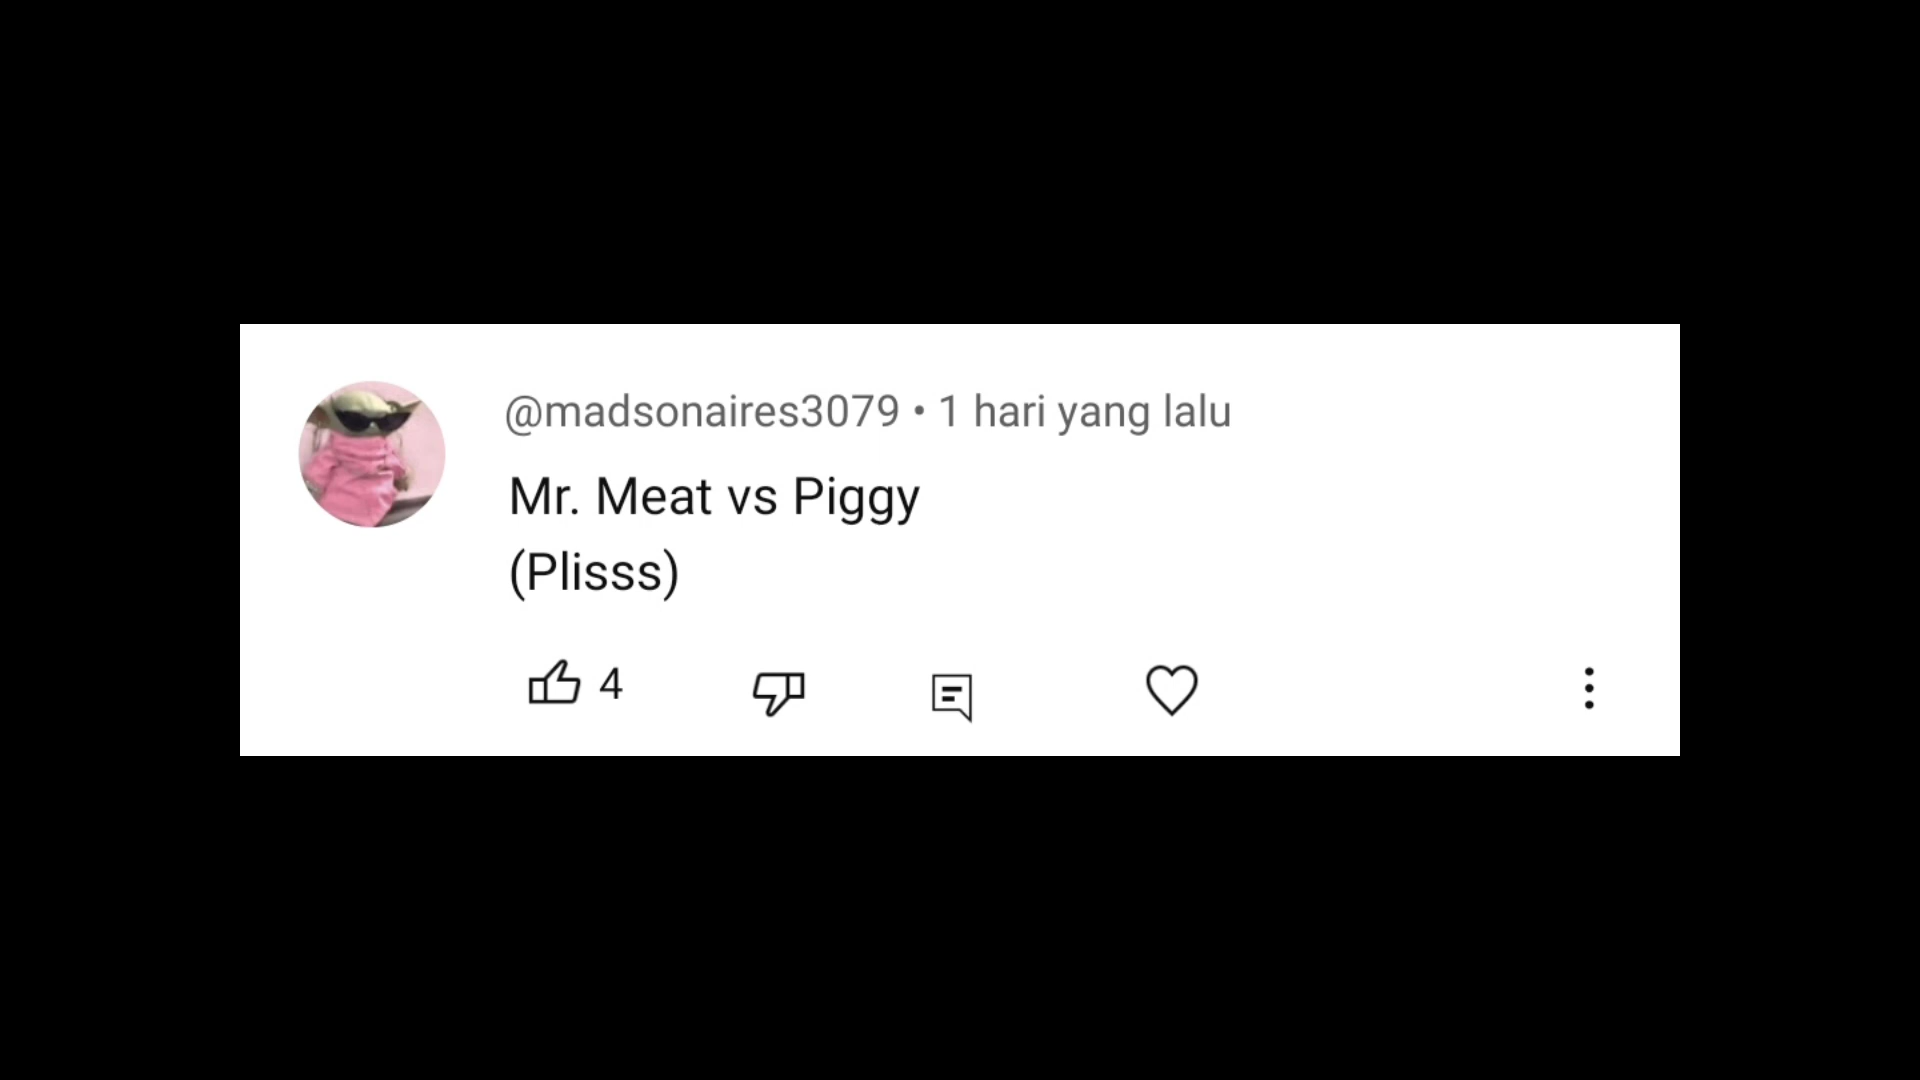 @madsonaires3079 • 1 hari yang lalu
Mr. Meat vs Piggy
(Plisss)
4